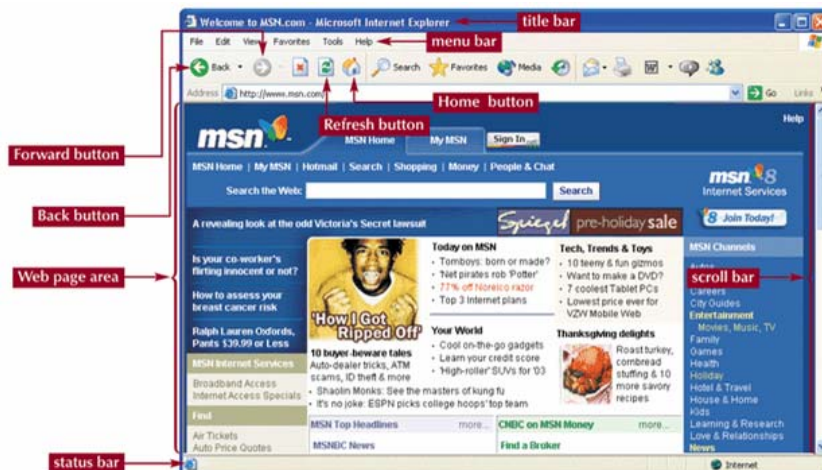 Welcome to MSN.com - Microsoft Internet Explorer
title bar
File Edit View Favorites Tools Help
menu bar
Back Search Favorites Media
Address http://www.msn.com/ Go Links
Home button
Refresh button
Forward button
Back button
Web page area
scroll bar
status bar
Help
msn
MSN Home My MSN Sign In
MSN Home | My MSN | Hotmail | Search | Shopping | Money | People & Chat
Search the Web: Search
msn 8
Internet Services
8 Join Today!
A revealing look at the odd Victoria's Secret lawsuit
Spiegel pre-holiday sale
Is your co-worker's
flirting innocent or not?
How to assess your
breast cancer risk
Ralph Lauren Oxfords,
Pants $39.99 or Less
MSN Internet Services
Broadband Access
Internet Access Specials
Find
Air Tickets
Auto Price Quotes
'How I Got
Ripped Off'
10 buyer-beware tales
Auto-dealer tricks, ATM
scams, ID theft & more
Shaolin Monks: See the masters of kung fu
It's no joke: ESPN picks college hoops' top team
Today on MSN
Tomboys: born or made?
'Net pirates rob 'Potter'
77% off Norelco razor
Top 3 Internet plans
Your World
Cool on-the-go gadgets
Learn your credit score
'High-roller' SUVs for '03
Tech, Trends & Toys
10 teeny & fun gizmos
Want to make a DVD?
7 coolest Tablet PCs
Lowest price ever for
VZW Mobile Web
Thanksgiving delights
Roast turkey,
cornbread
stuffing & 10
more savory
recipes
MSN Top Headlines more...
MSNBC News
CNBC on MSN Money more...
Find a Broker
MSN Channels
Autos
Careers
City Guides
Entertainment
Movies, Music, TV
Family
Games
Health
Holiday
Hotel & Travel
House & Home
Kids
Learning & Research
Love & Relationships
News
Internet